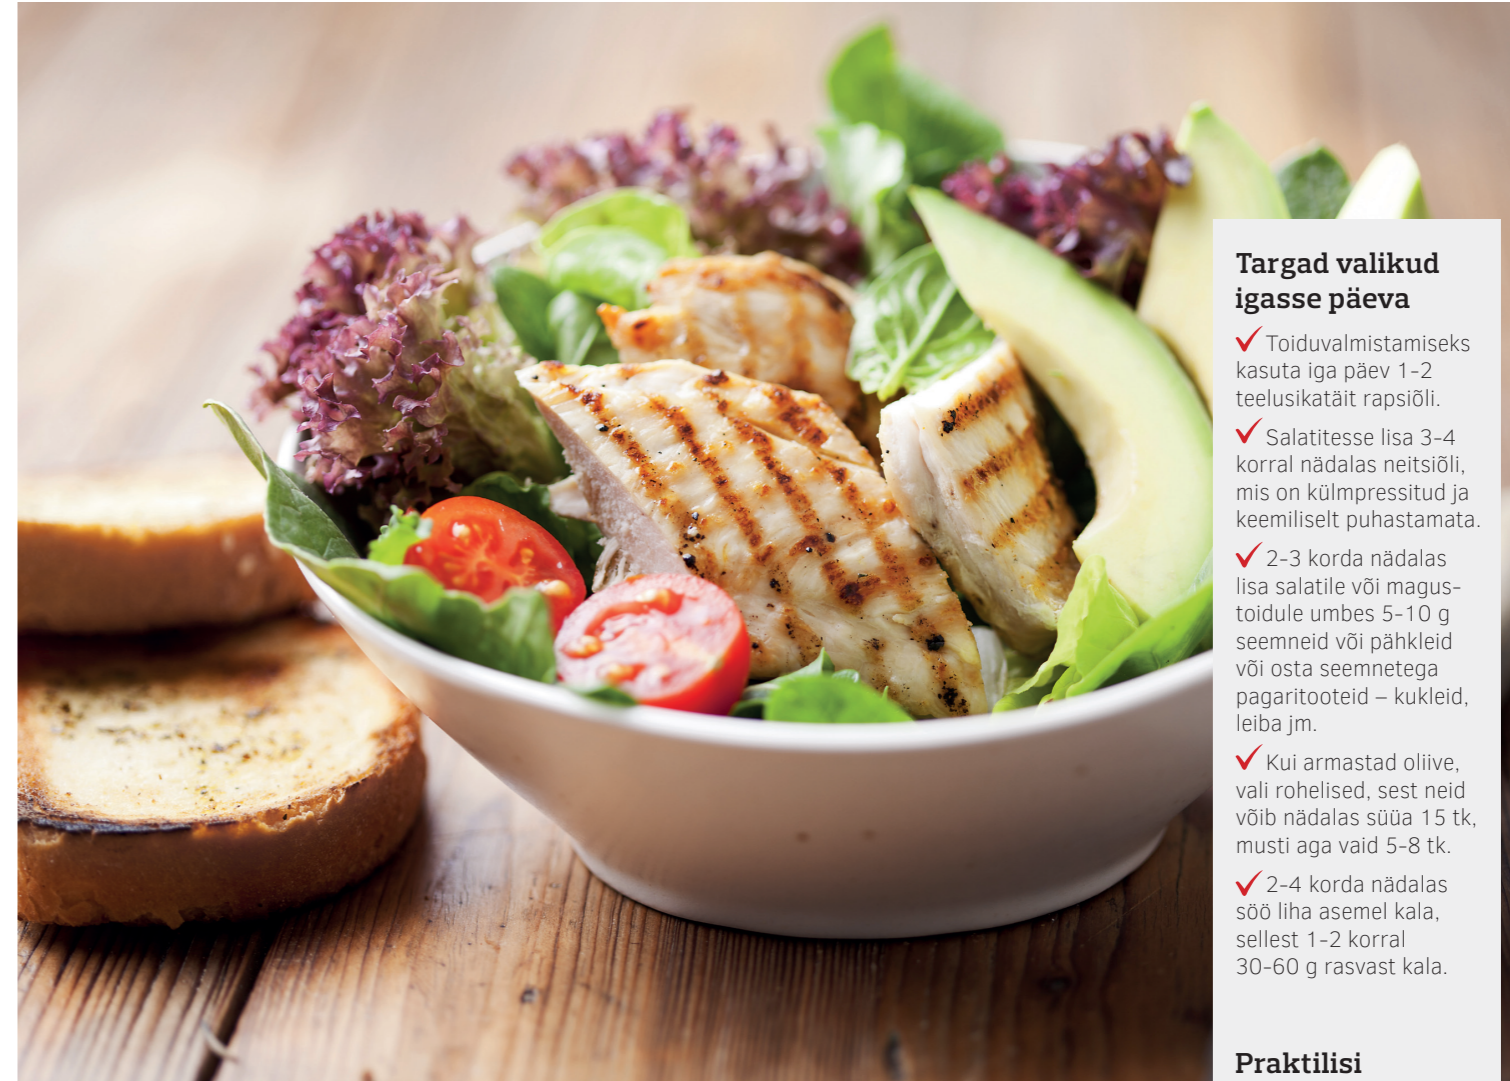 Targad valikud
igasse päeva
Toiduvalmistamiseks
kasuta iga päev 1-2
teelusikatäit rapsiõli.
Salatitesse lisa 3-4
korral nädalas neitsiõli,
mis on külmpressitud ja
keemiliselt puhastamata.
2-3 korda nädalas
lisa salatile või magus-
toidule umbes 5-10 g
seemneid või pähkleid
või osta seemnetega
pagaritooteid – kukleid,
leiba jm.
Kui armastad oliive,
vali rohelised, sest neid
võib nädalas süüa 15 tk,
musti aga vaid 5-8 tk.
2-4 korda nädalas
söö liha asemel kala,
sellest 1-2 korral
30-60 g rasvast kala.
Praktilisi